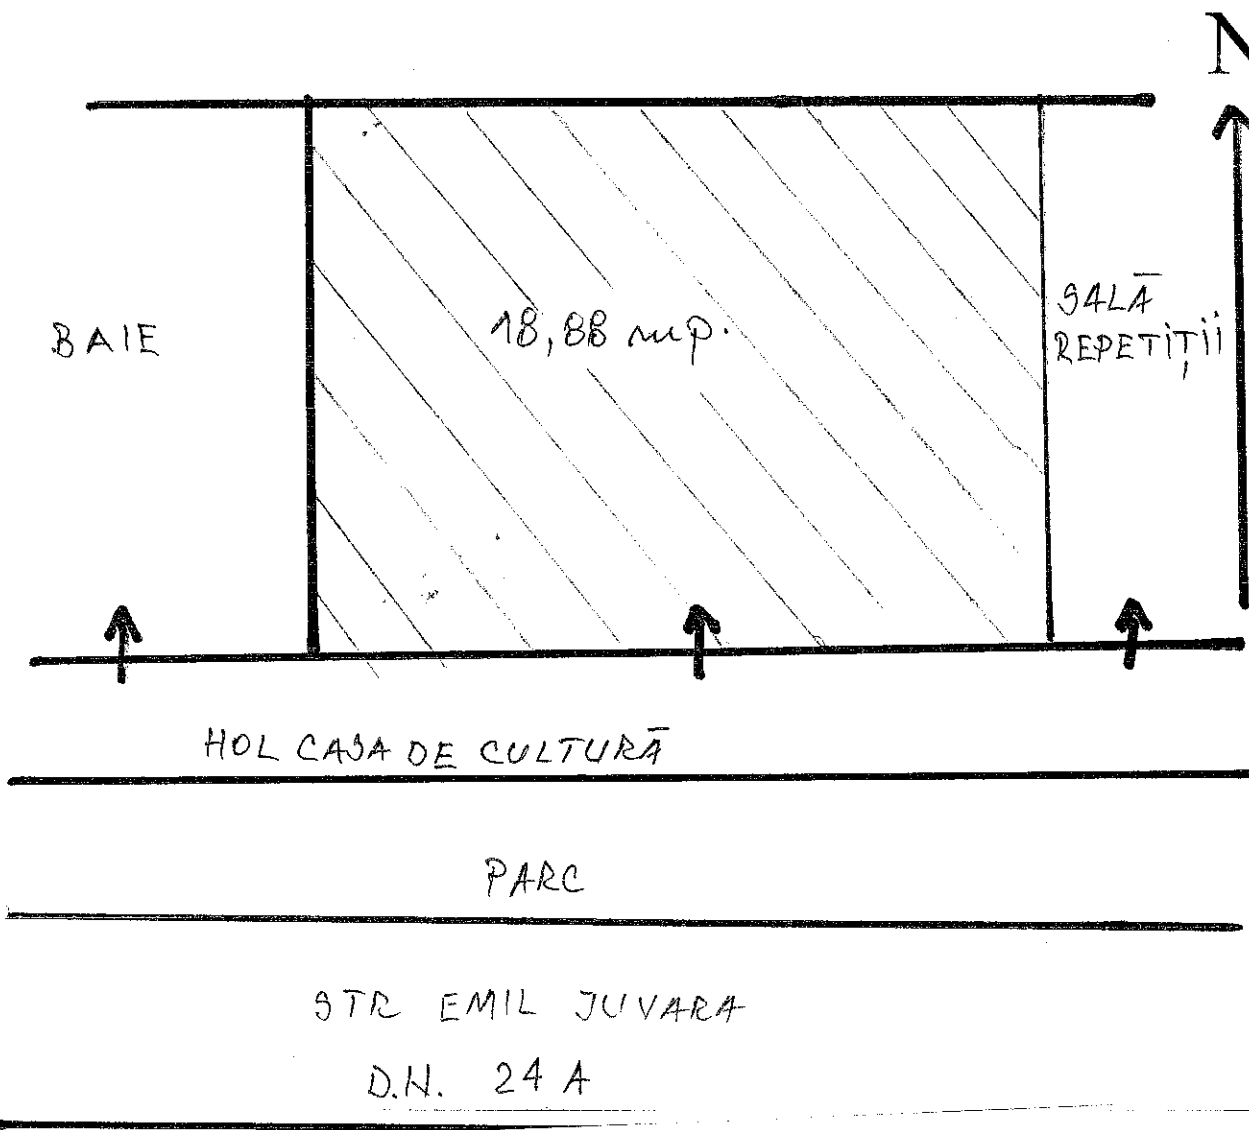 N
BAIE
18,88 mp.
SALĂ
REPETIȚII
HOL CASA DE CULTURĂ
PARC
STR EMIL JUVARA
D.N. 24 A